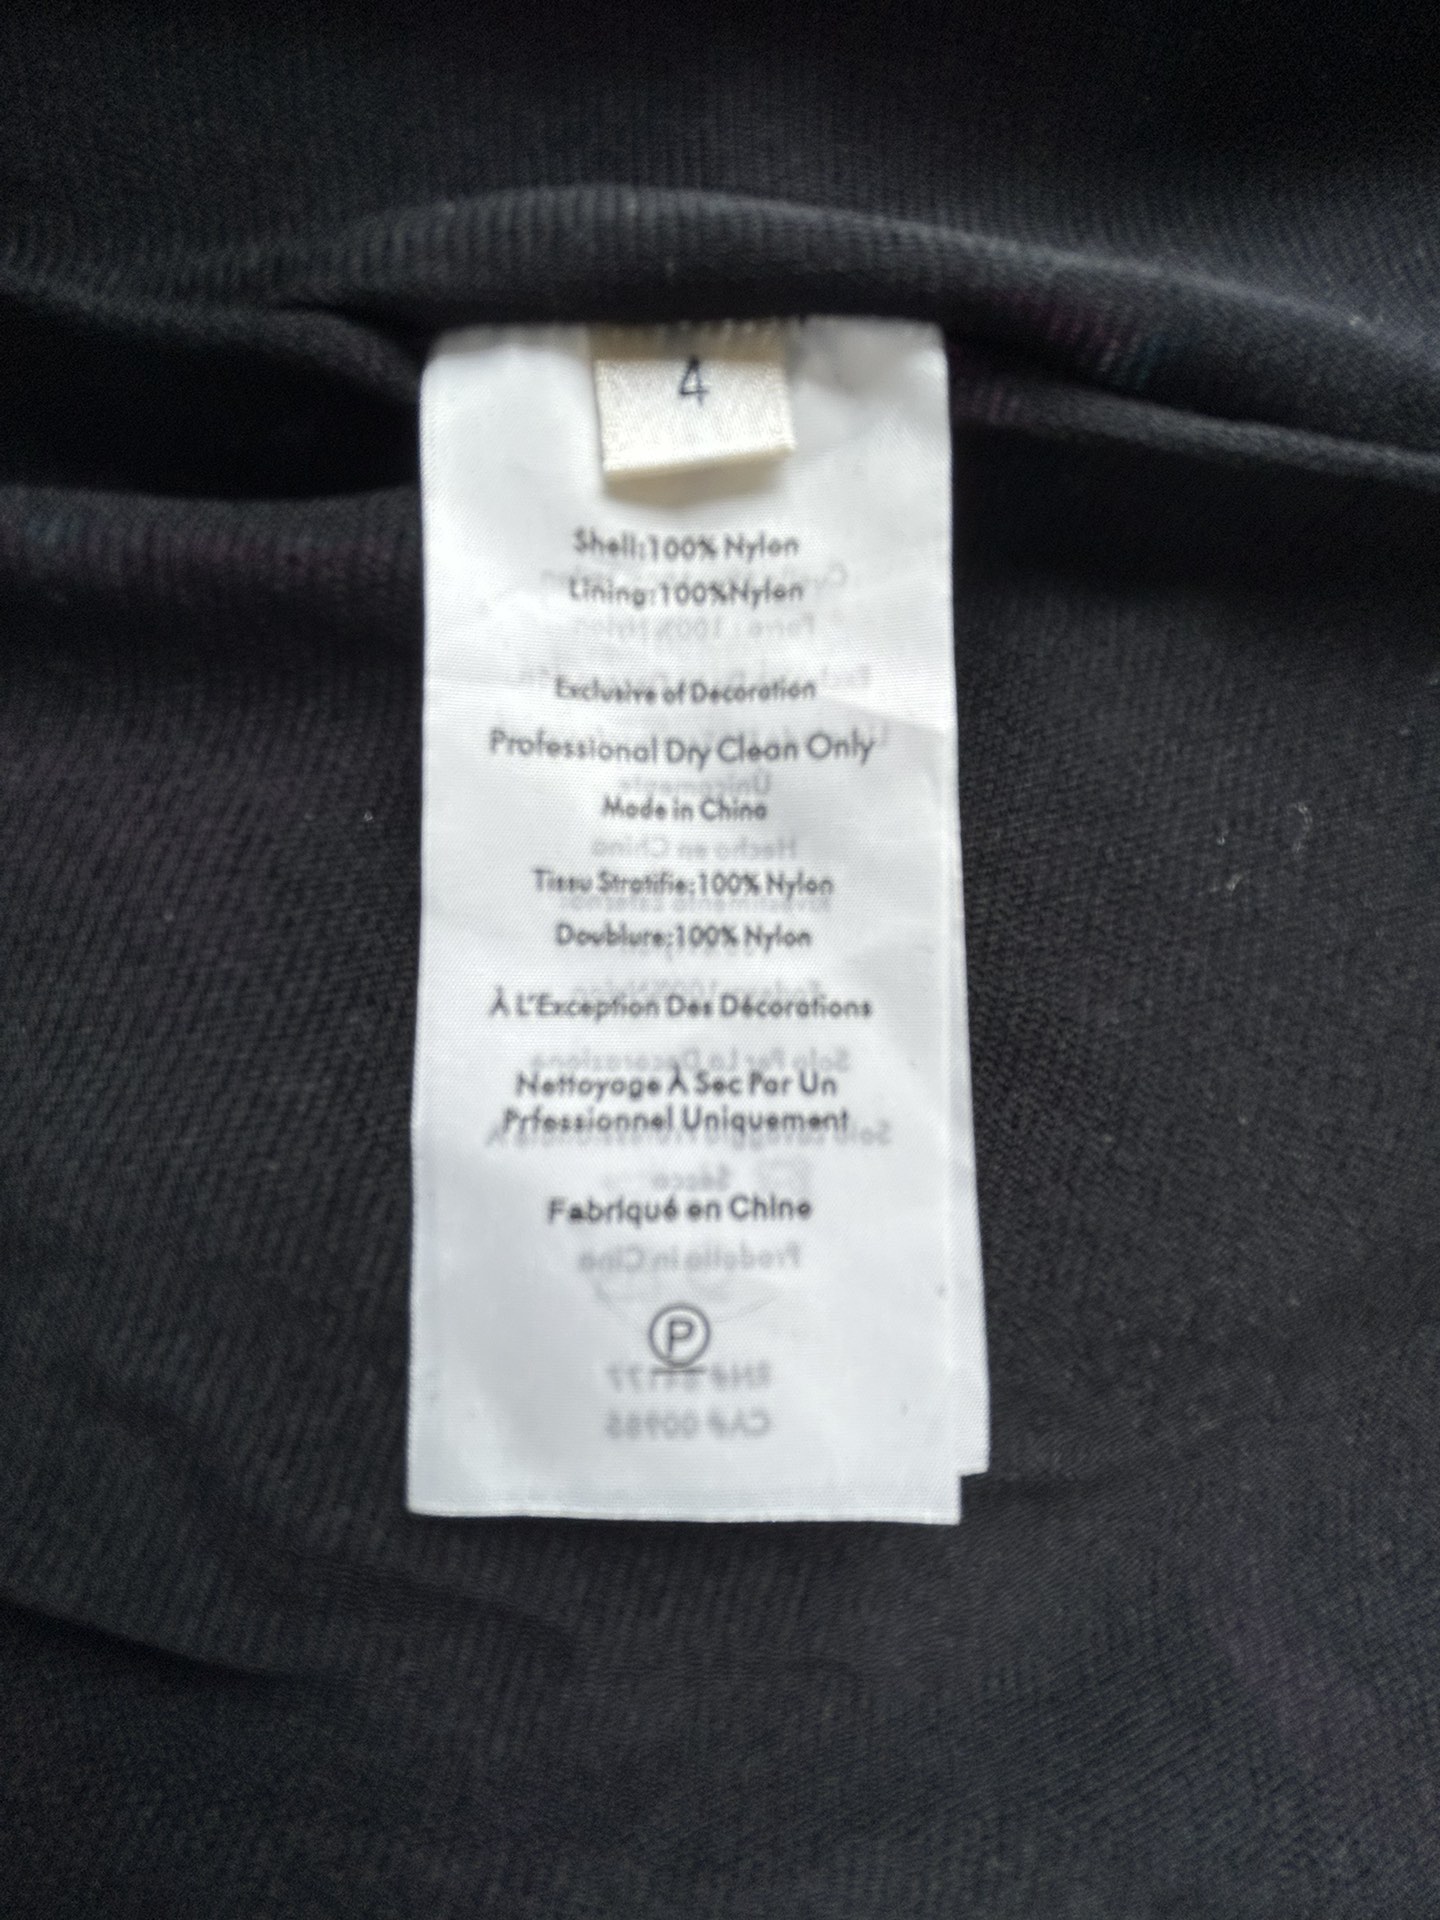 4
Shell:100% Nylon
Lining:100%Nylon
Exclusive of Decoration
Professional Dry Clean Only
Made in China
Tissu Stratifie:100% Nylon
Doublure:100% Nylon
À L'Exception Des Décorations
Nettoyage À Sec Par Un
Prfessionnel Uniquement
Fabriqué en Chine
P